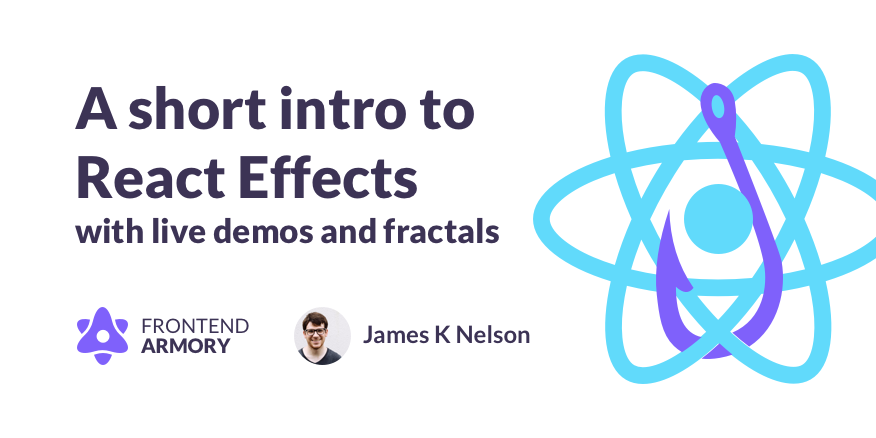 A short intro to
React Effects
with live demos and fractals
FRONTEND
ARMORY
James K Nelson